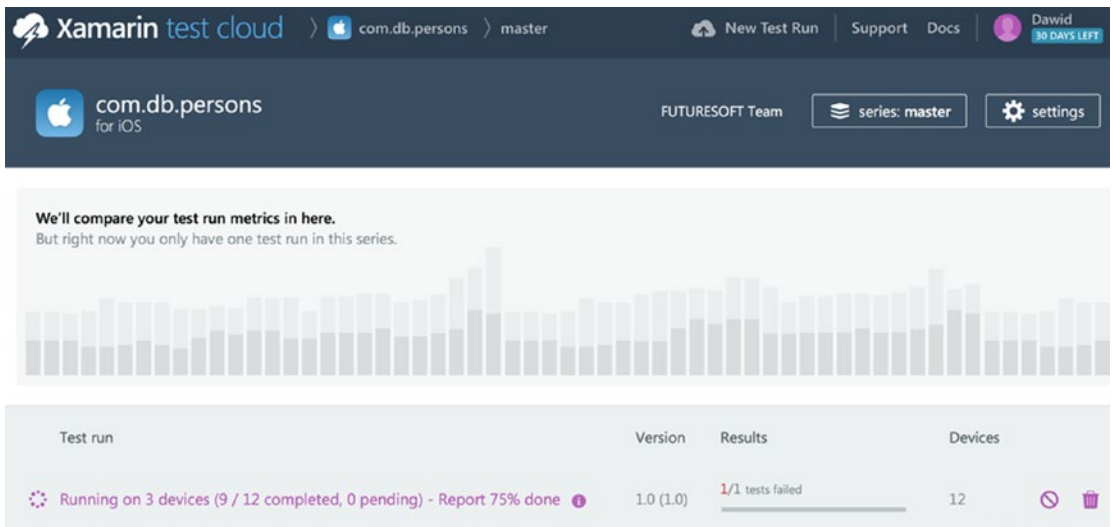 Xamarin test cloud com.db.persons master New Test Run Support Docs Dawid
30 DAYS LEFT
com.db.persons
for iOS
FUTURESOFT Team series: master settings
We'll compare your test run metrics in here.
But right now you only have one test run in this series.
Test run Version Results Devices
Running on 3 devices (9 / 12 completed, 0 pending) - Report 75% done 1.0 (1.0) 1/1 tests failed 12